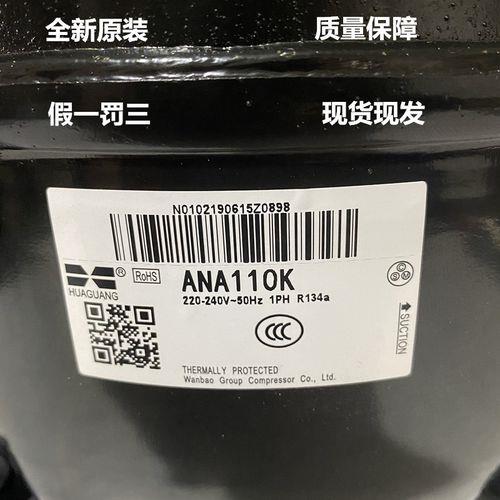 全新原装
质量保障
假一罚三
现货现发
N0102190615Z0898
HUAGUANG
®
RoHS
ANA110K
220-240V~50Hz 1PH R134a
CCC
C M S
SUCTION
THERMALLY PROTECTED
Wanbao Group Compressor Co., Ltd.